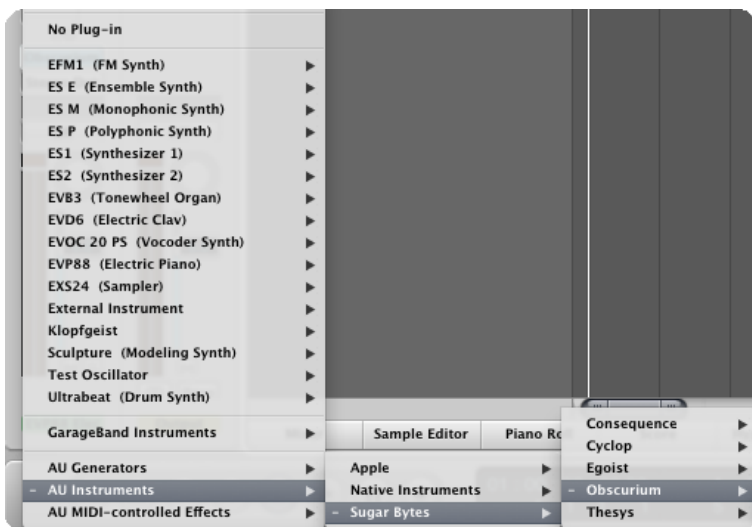 No Plug-in
EFM1 (FM Synth)
ES E (Ensemble Synth)
ES M (Monophonic Synth)
ES P (Polyphonic Synth)
ES1 (Synthesizer 1)
ES2 (Synthesizer 2)
EVB3 (Tonewheel Organ)
EVD6 (Electric Clav)
EVOC 20 PS (Vocoder Synth)
EVP88 (Electric Piano)
EXS24 (Sampler)
External Instrument
Klopfgeist
Sculpture (Modeling Synth)
Test Oscillator
Ultrabeat (Drum Synth)
GarageBand Instruments
Sample Editor
Piano Ro
AU Generators
- AU Instruments
AU MIDI-controlled Effects
Apple
Native Instruments
- Sugar Bytes
Consequence
Cyclop
Egoist
- Obscurium
Thesys